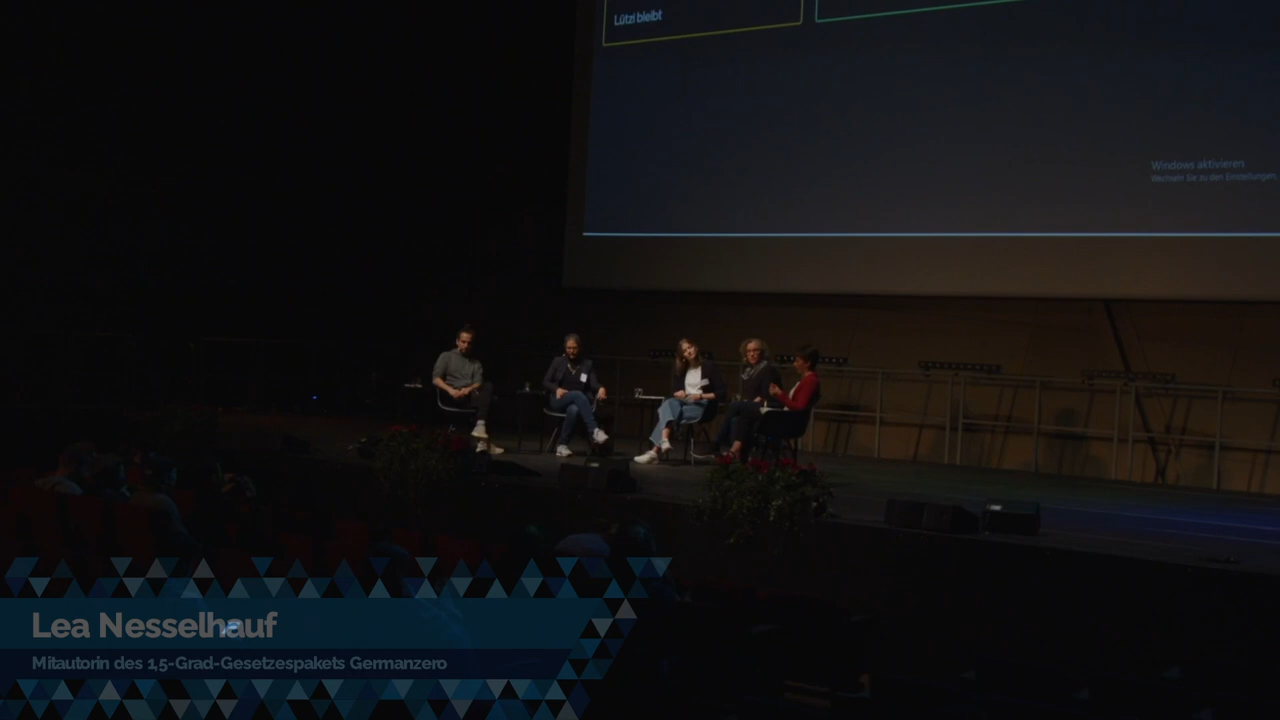 Lützi bleibt
Windows aktivieren
Wechseln Sie zu den Einstellungen,
Lea Nesselhauf
Mitautorin des 1,5-Grad-Gesetzespakets Germanzero